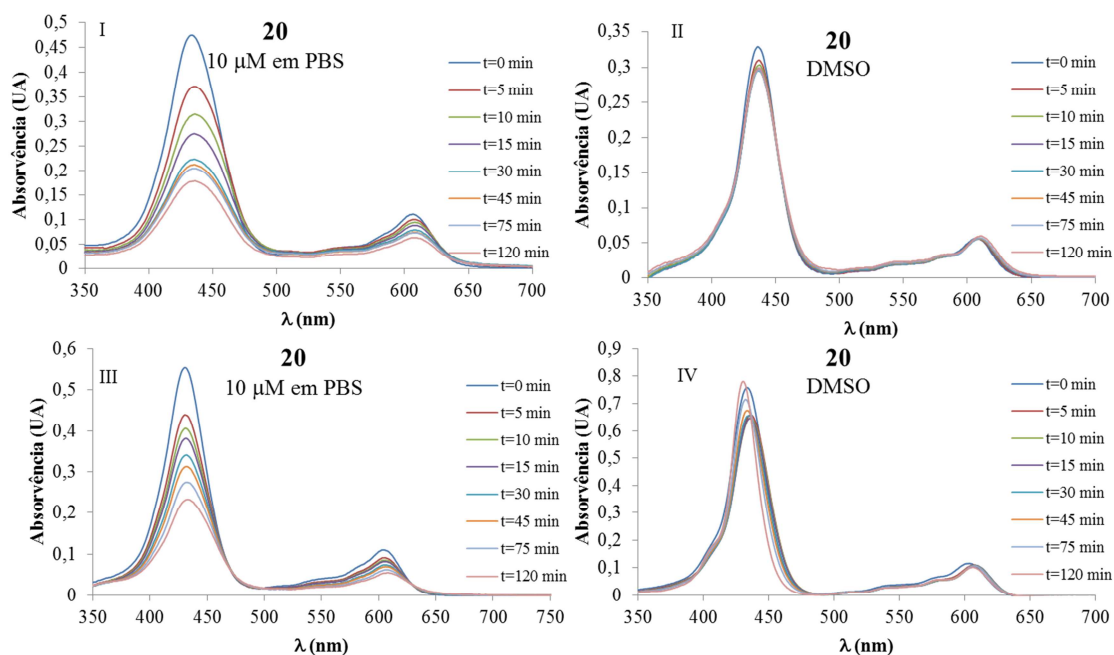 I
20
10 µM em PBS
Absorvência (UA)
0,5
0,45
0,4
0,35
0,3
0,25
0,2
0,15
0,1
0,05
0
350 400 450 500 550 600 650 700
λ (nm)
t=0 min
t=5 min
t=10 min
t=15 min
t=30 min
t=45 min
t=75 min
t=120 min
II
20
DMSO
Absorvência (UA)
0,35
0,3
0,25
0,2
0,15
0,1
0,05
0
350 400 450 500 550 600 650 700
λ (nm)
t=0 min
t=5 min
t=10 min
t=15 min
t=30 min
t=45 min
t=75 min
t=120 min
III
20
10 µM em PBS
Absorvência (UA)
0,6
0,5
0,4
0,3
0,2
0,1
0
350 400 450 500 550 600 650 700 750
λ (nm)
t=0 min
t=5 min
t=10 min
t=15 min
t=30 min
t=45 min
t=75 min
t=120 min
IV
20
DMSO
Absorvência (UA)
0,9
0,8
0,7
0,6
0,5
0,4
0,3
0,2
0,1
0
350 400 450 500 550 600 650 700
λ (nm)
t=0 min
t=5 min
t=10 min
t=15 min
t=30 min
t=45 min
t=75 min
t=120 min